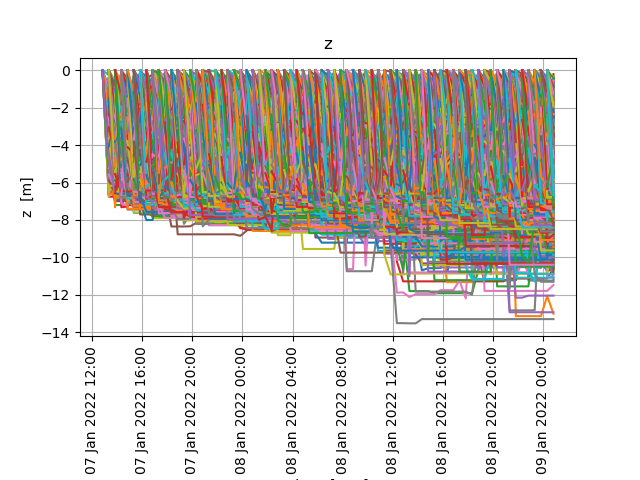 z
z [m]
0
−2
−4
−6
−8
−10
−12
−14
07 Jan 2022 12:00
07 Jan 2022 16:00
07 Jan 2022 20:00
08 Jan 2022 00:00
08 Jan 2022 04:00
08 Jan 2022 08:00
08 Jan 2022 12:00
08 Jan 2022 16:00
08 Jan 2022 20:00
09 Jan 2022 00:00